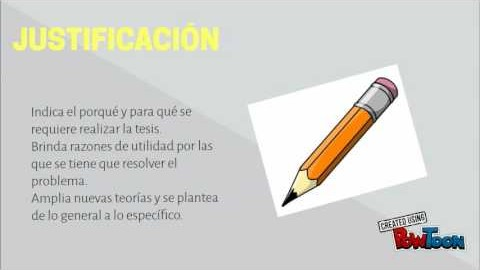 JUSTIFICACIÓN
Indica el porqué y para qué se
requiere realizar la tesis.
Brinda razones de utilidad por las
que se tiene que resolver el
problema.
Amplia nuevas teorías y se plantea
de lo general a lo específico.
CREATED USING
POWTOON